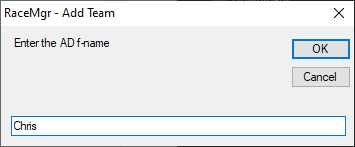 RaceMgr - Add Team
Enter the AD f-name
OK
Cancel
Chris